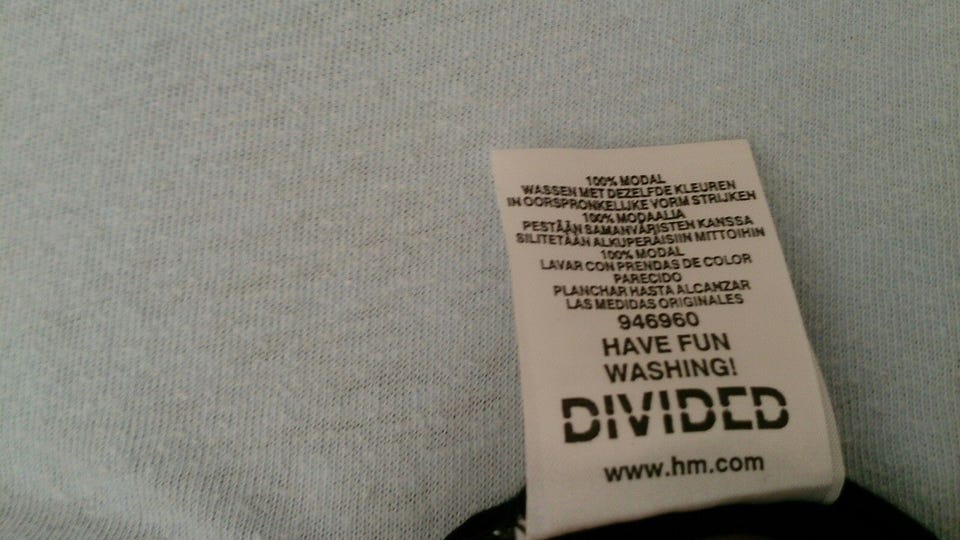 100% MODAL
WASSEN MET DEZELFDE KLEUREN
IN OORSPRONKELIJKE VORM STRIJKEN
100% MODAALIA
PESTÄÄN SAMANVÄRISTEN KANSSA
SILITETÄÄN ALKUPERÄISIIN MITTOIHIN
100% MODAL
LAVAR CON PRENDAS DE COLOR
PARECIDO
PLANCHAR HASTA ALCANZAR
LAS MEDIDAS ORIGINALES
946960
HAVE FUN
WASHING!
DIVIDED
www.hm.com